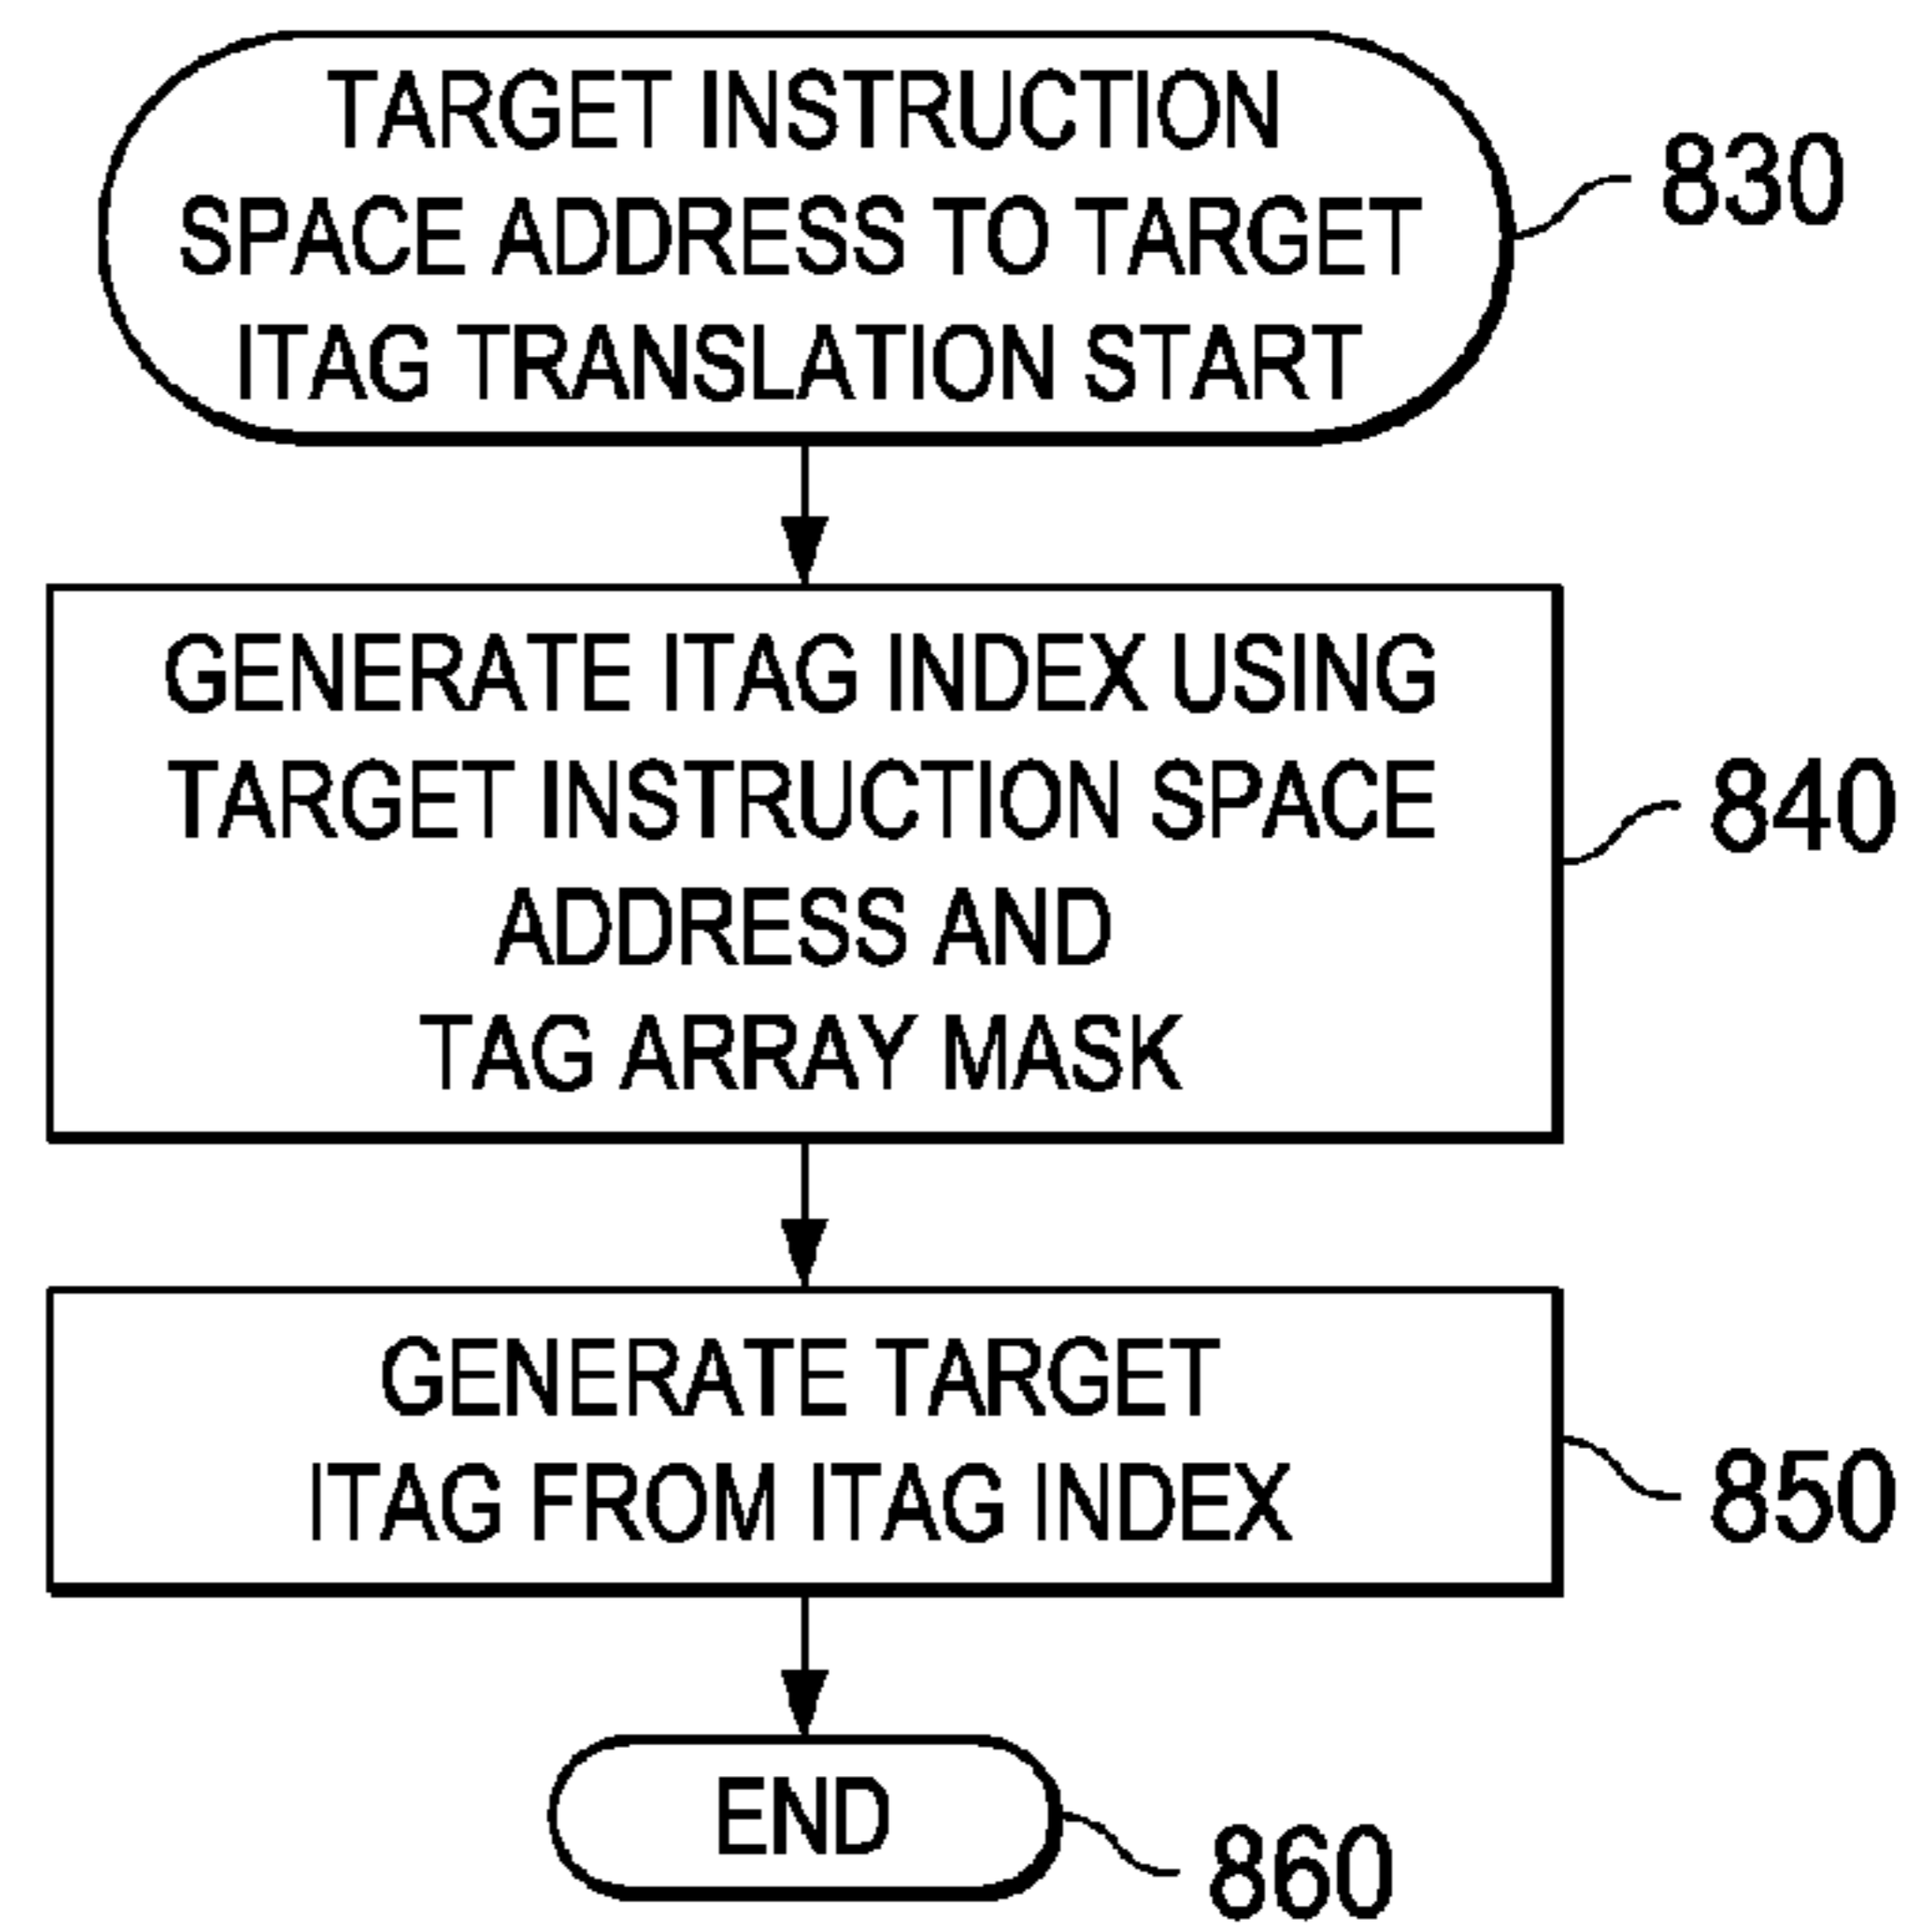 TARGET INSTRUCTION
SPACE ADDRESS TO TARGET
ITAG TRANSLATION START
830
GENERATE ITAG INDEX USING
TARGET INSTRUCTION SPACE
ADDRESS AND
TAG ARRAY MASK
840
GENERATE TARGET
ITAG FROM ITAG INDEX
850
END
860